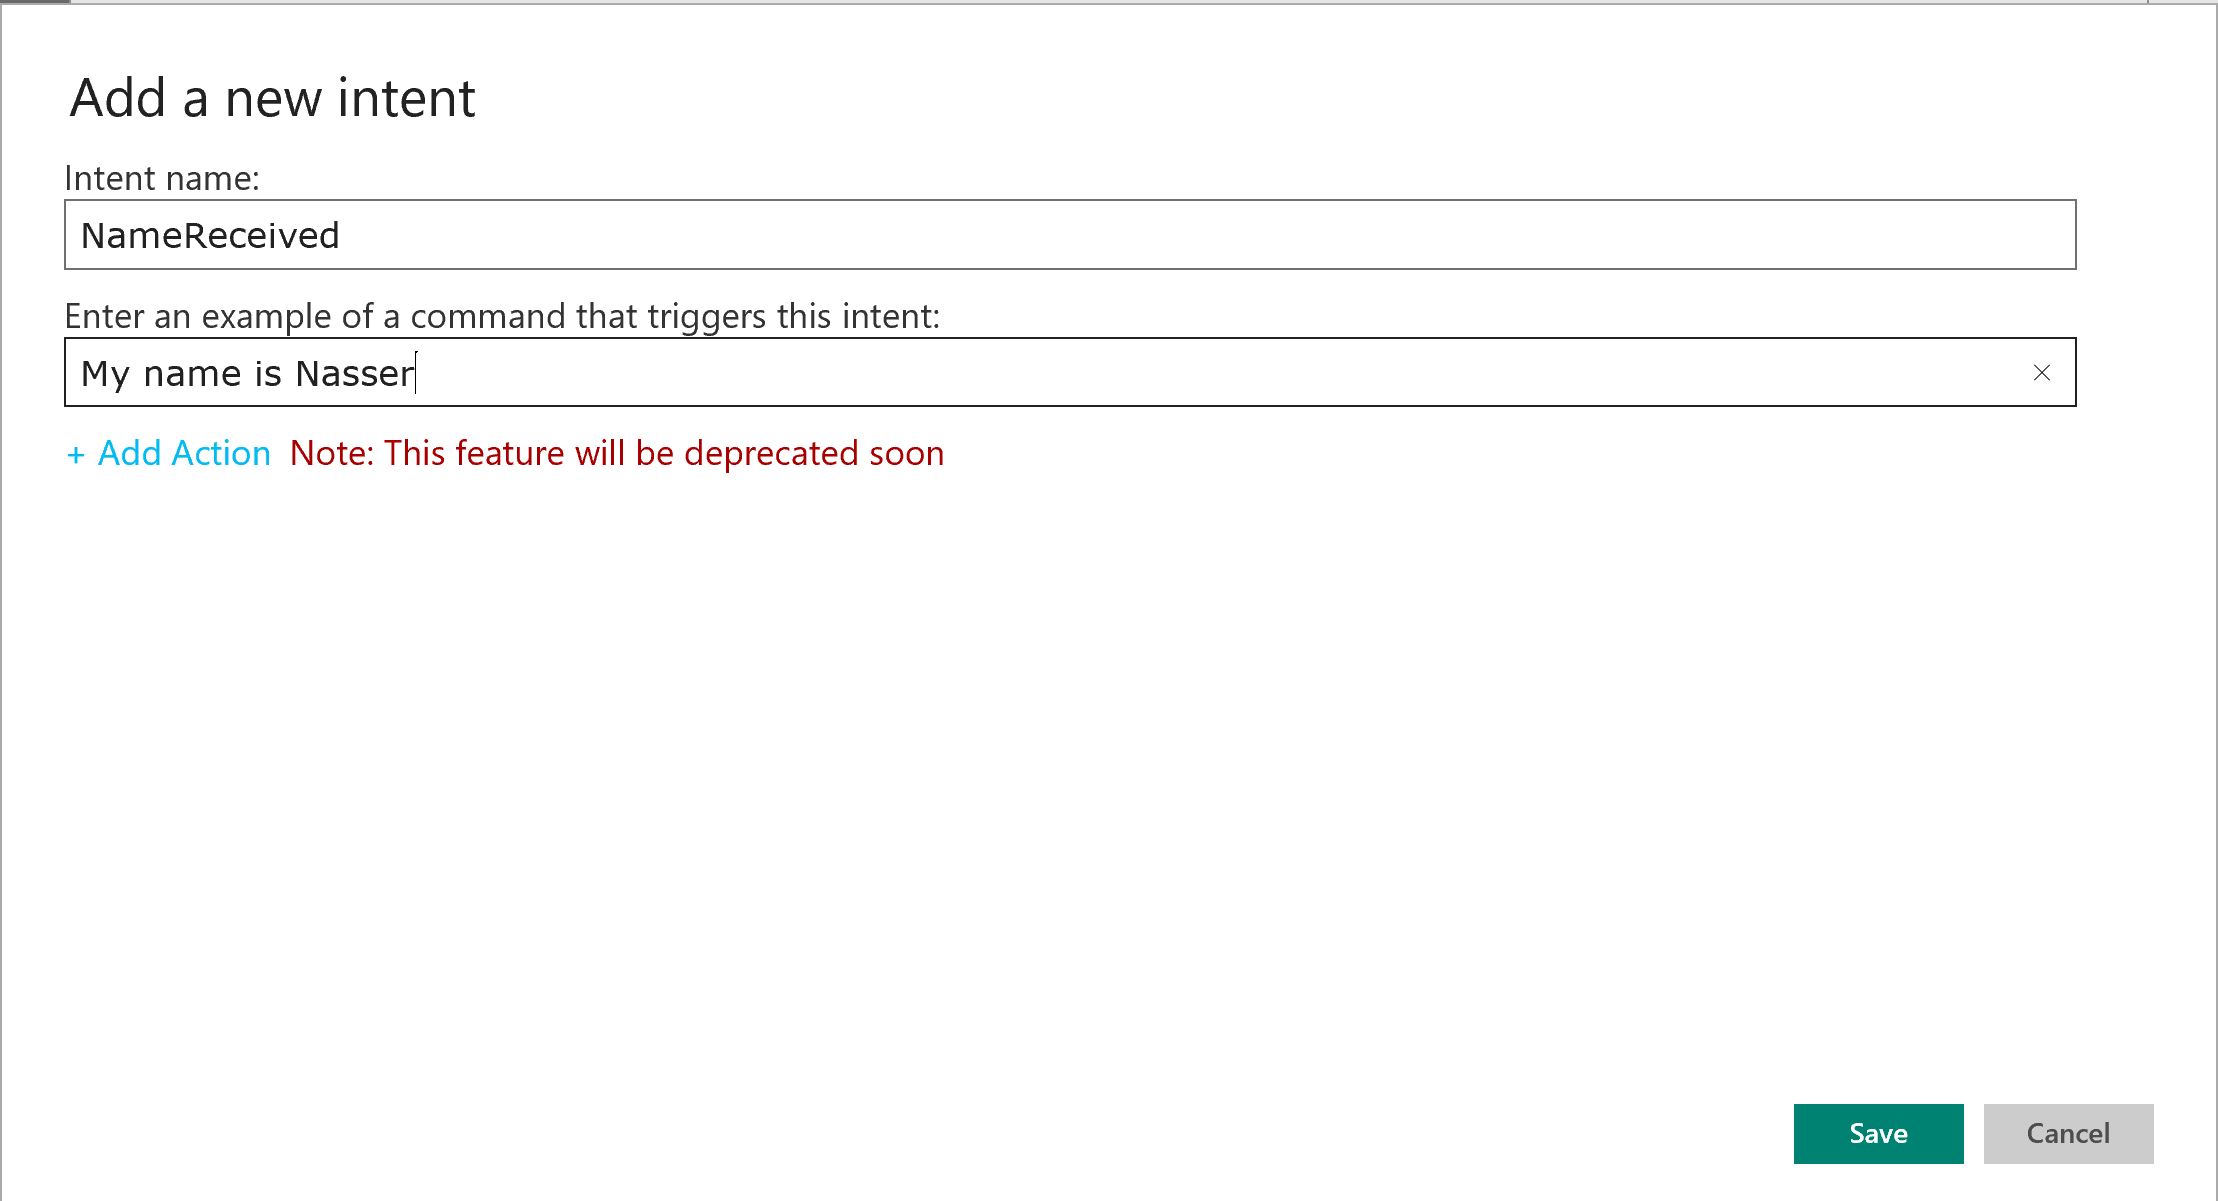 Add a new intent
Intent name:
NameReceived
Enter an example of a command that triggers this intent:
My name is Nasser
+ Add Action Note: This feature will be deprecated soon
Save Cancel